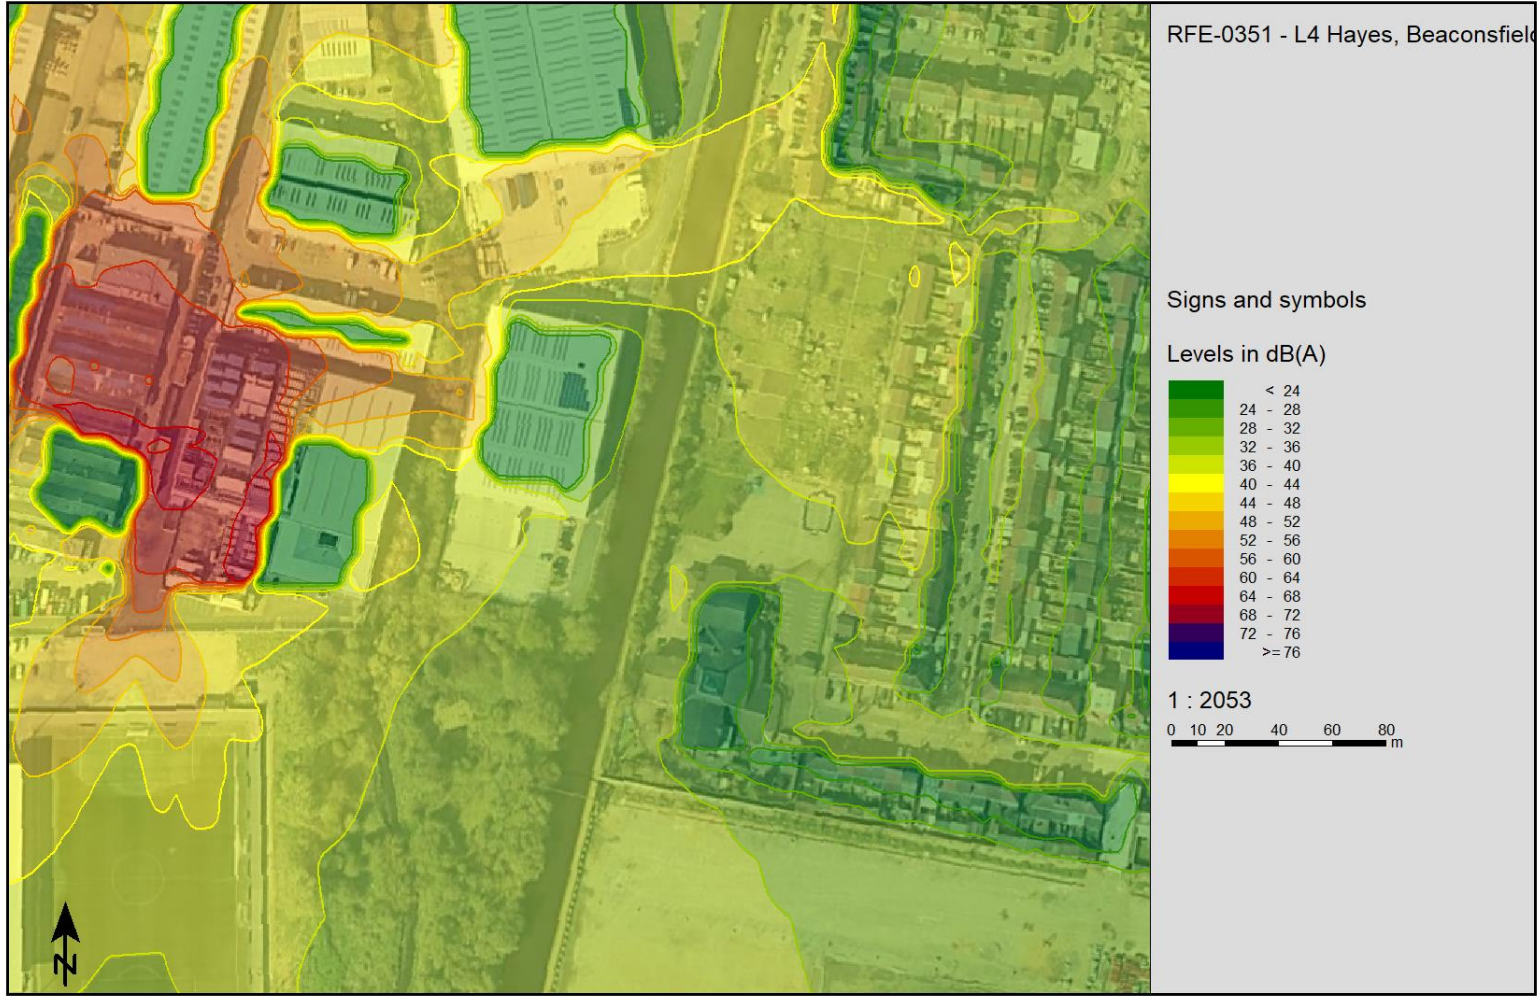 RFE-0351 - L4 Hayes, Beaconsfield
Signs and symbols
Levels in dB(A)
< 24
24 - 28
28 - 32
32 - 36
36 - 40
40 - 44
44 - 48
48 - 52
52 - 56
56 - 60
60 - 64
64 - 68
68 - 72
72 - 76
>= 76
1 : 2053
0 10 20 40 60 80
m
N